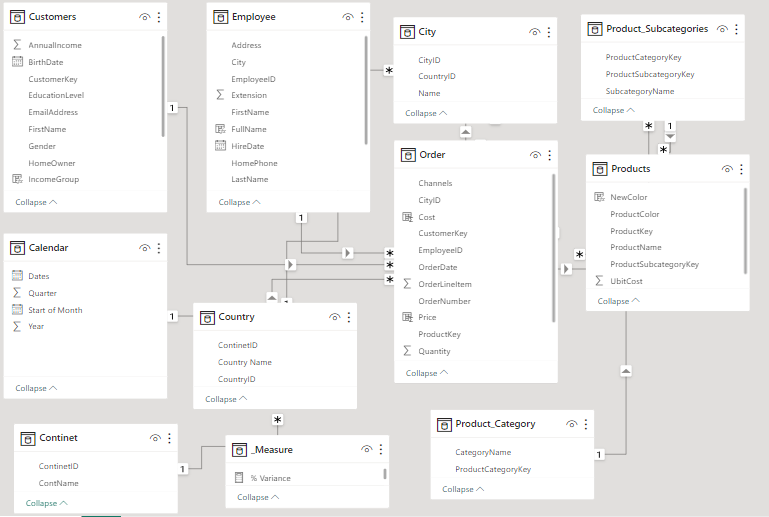 Customers
AnnualIncome
BirthDate
CustomerKey
EducationLevel
EmailAddress
FirstName
Gender
HomeOwner
IncomeGroup
Collapse
Employee
Address
City
EmployeeID
Extension
FirstName
FullName
HireDate
HomePhone
LastName
Collapse
City
CityID
CountryID
Name
Collapse
Product_Subcategories
ProductCategoryKey
ProductSubcategoryKey
SubcategoryName
Collapse
1
*
*
1
*
Order
Channels
CityID
Cost
CustomerKey
EmployeeID
OrderDate
OrderLineItem
OrderNumber
Price
ProductKey
Quantity
Collapse
Products
NewColor
ProductColor
ProductKey
ProductName
ProductSubcategoryKey
UbitCost
Collapse
1
*
*
*
*
Calendar
Dates
Quarter
Start of Month
Year
Collapse
1
1
Country
ContinetID
Country Name
CountryID
Collapse
*
Continet
ContinetID
ContName
Collapse
1
_Measure
% Variance
Collapse
Product_Category
CategoryName
ProductCategoryKey
Collapse
1